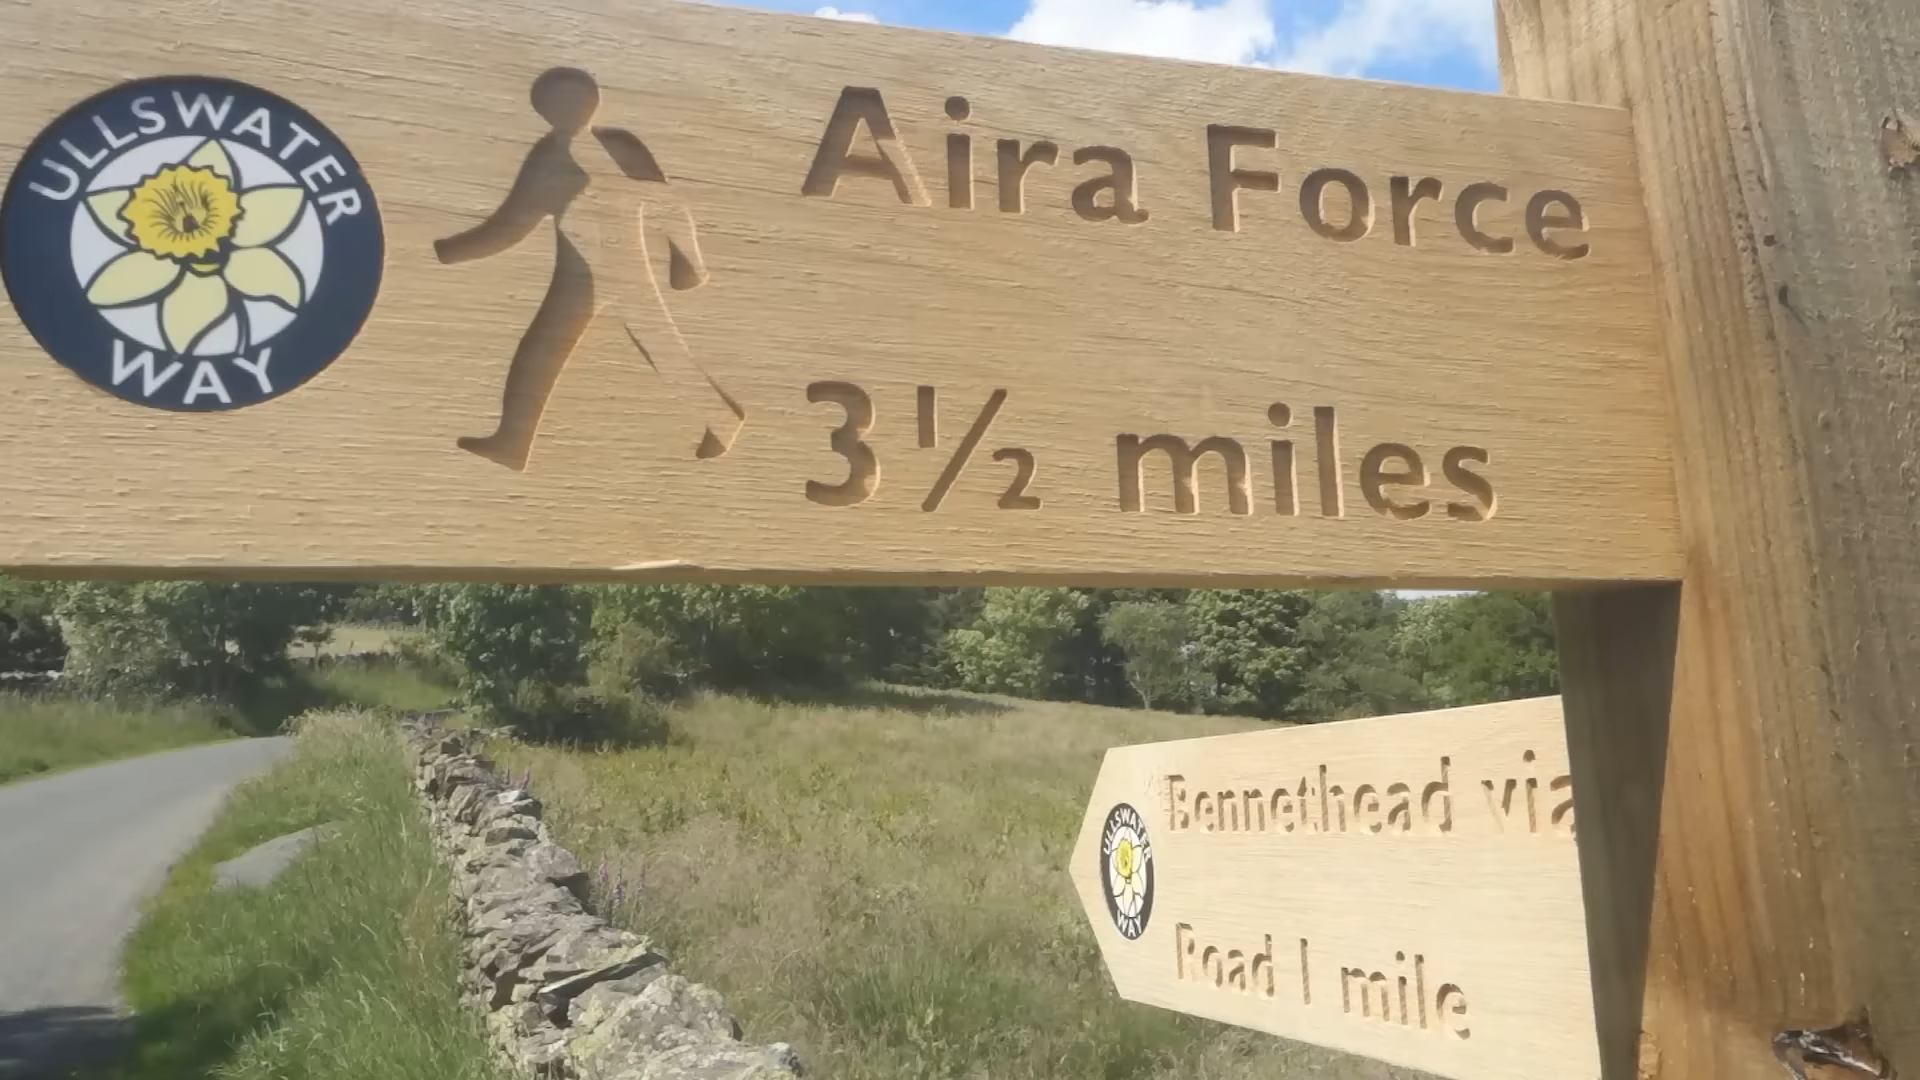 ULLSWATER
WAY
Aira Force
3½ miles
Bennethead via
Road 1 mile
ULLSWATER
WAY